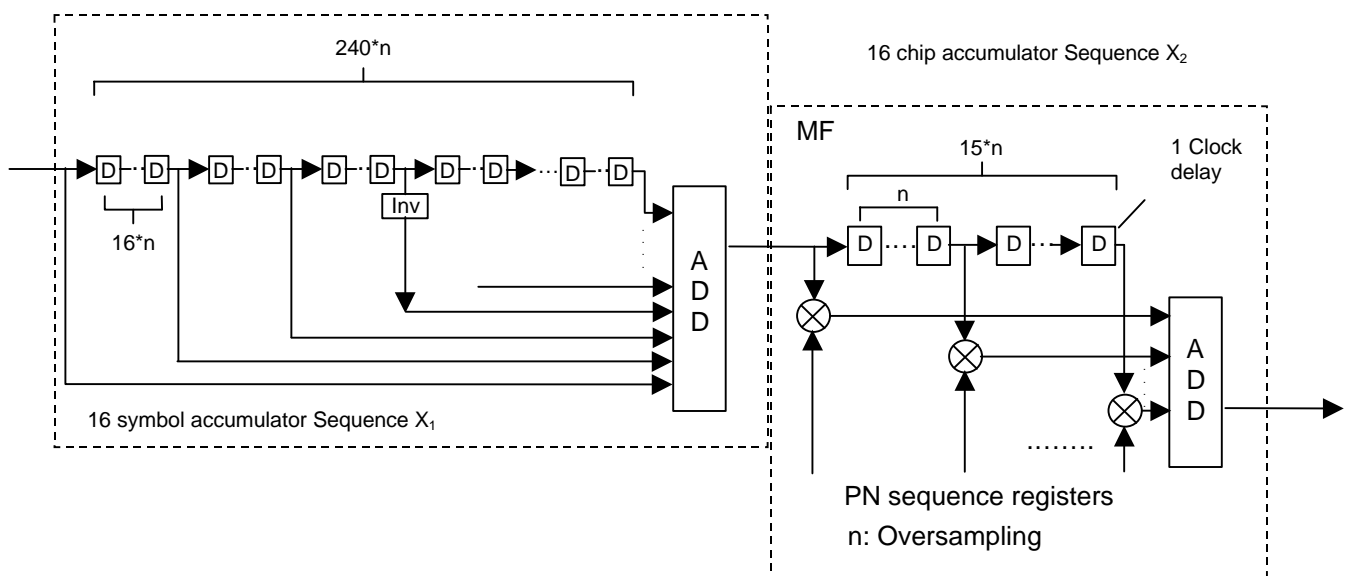 240*n
16 chip accumulator Sequence X₂
MF
15*n
1 Clock
delay
n
D ·· D D ·· D D ·· D D ·· D ... D ·· D
Inv
16*n
A
D
D
D .... D D ... D
A
D
D
16 symbol accumulator Sequence X₁
........
PN sequence registers
n: Oversampling